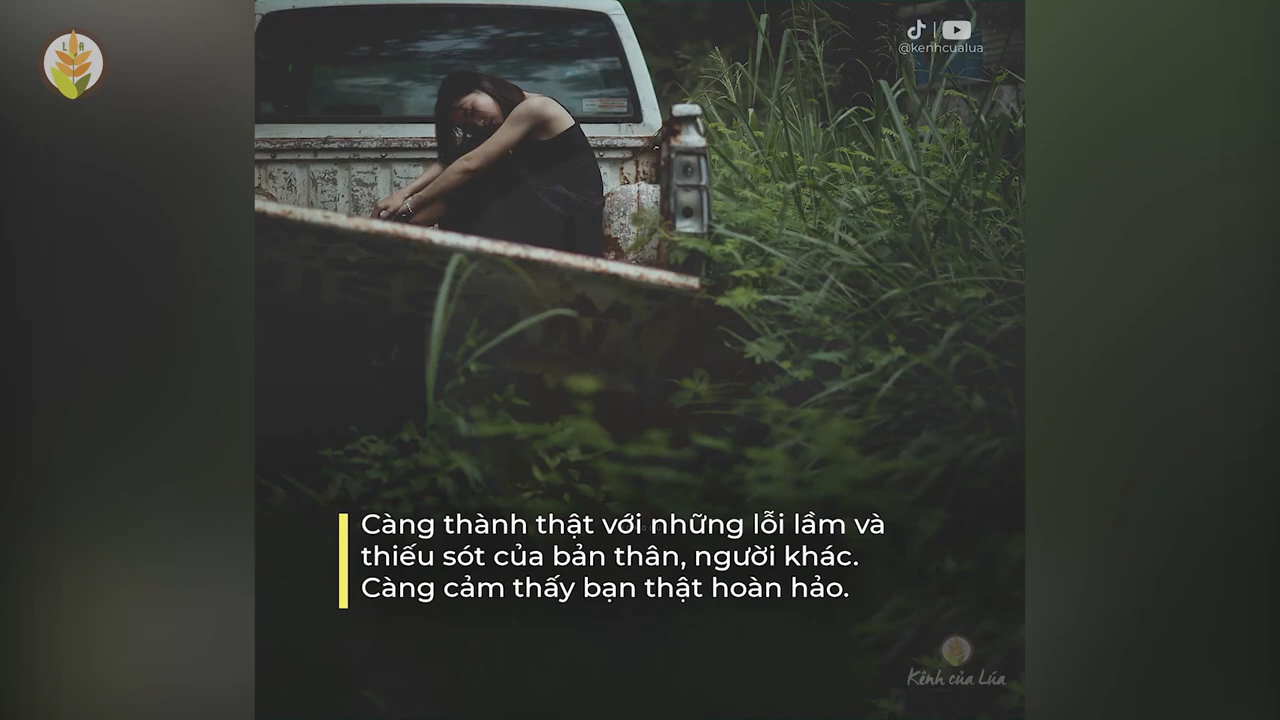 L A
@kenhcualua
Càng thành thật với những lỗi lầm và
thiếu sót của bản thân, người khác.
Càng cảm thấy bạn thật hoàn hảo.
Kênh của Lúa